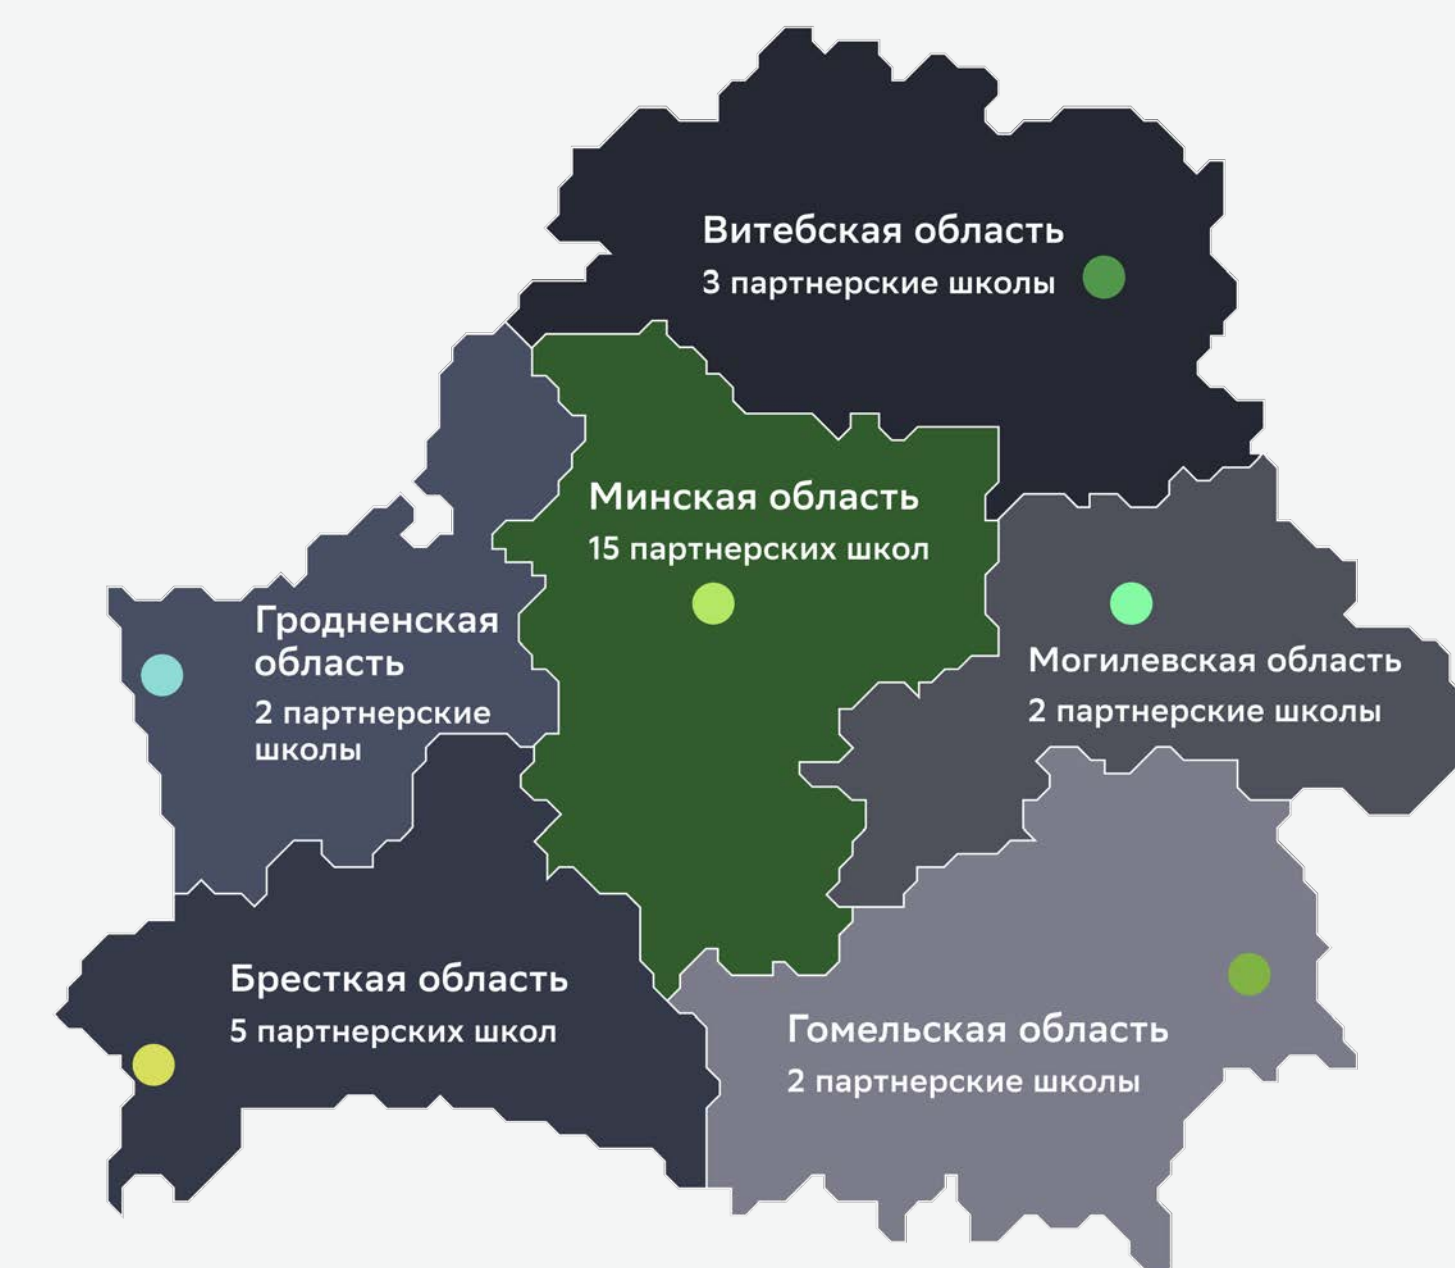 Витебская область
3 партнерские школы
Минская область
15 партнерских школ
Гродненская
область
2 партнерские
школы
Могилевская область
2 партнерские школы
Бресткая область
5 партнерских школ
Гомельская область
2 партнерские школы